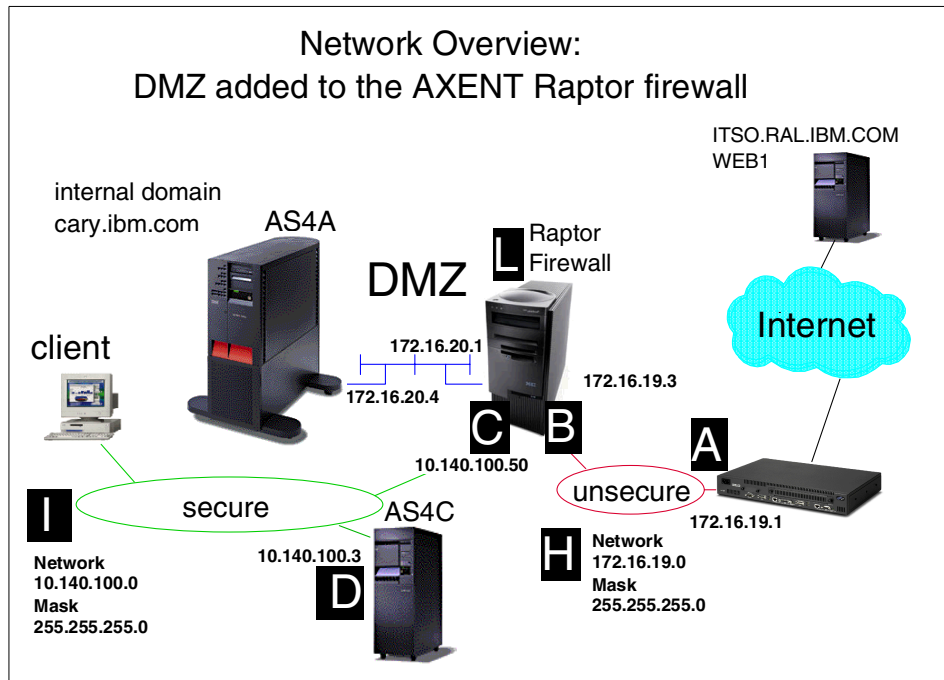 Network Overview:
DMZ added to the AXENT Raptor firewall
ITSO.RAL.IBM.COM
WEB1
internal domain
cary.ibm.com
AS4A
L
Raptor
Firewall
DMZ
Internet
client
172.16.20.1
172.16.19.3
172.16.20.4
C
B
A
10.140.100.50
I
secure
unsecure
AS4C
172.16.19.1
10.140.100.3
D
H
Network
172.16.19.0
Mask
255.255.255.0
Network
10.140.100.0
Mask
255.255.255.0